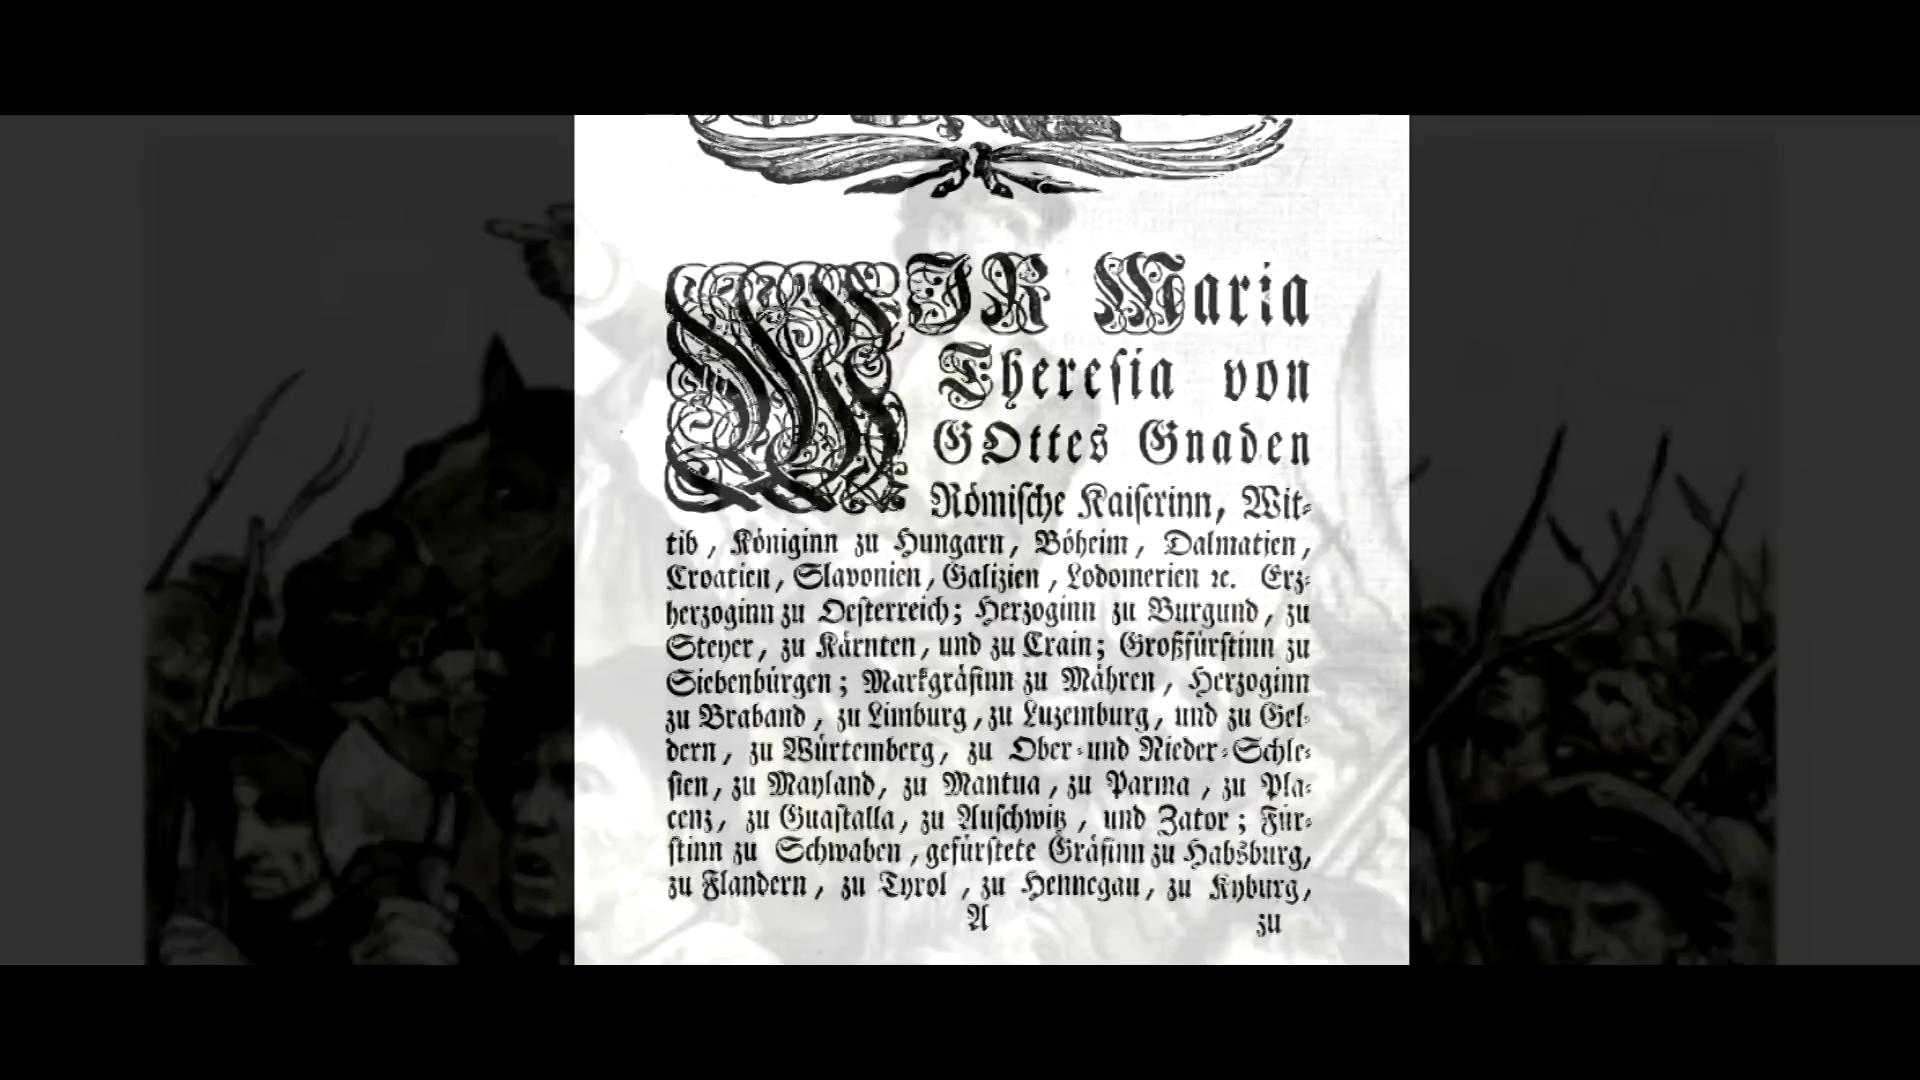 WIR Maria
Theresia von
GOttes Gnaden
Römische Kaiserinn, Wit-
tib, Königinn zu Hungarn, Böheim, Dalmatien,
Croatien, Slavonien, Galizien, Lodomerien ꝛc. Erz-
herzoginn zu Oesterreich; Herzoginn zu Burgund, zu
Steyer, zu Kärnten, und zu Crain; Großfürstinn zu
Siebenbürgen; Markgräfinn zu Mähren, Herzoginn
zu Braband, zu Limburg, zu Luzemburg, und zu Gel-
dern, zu Würtemberg, zu Ober- und Nieder-Schle-
sien, zu Mayland, zu Mantua, zu Parma, zu Pla-
cenz, zu Guastalla, zu Auschwitz, und Zator; Für-
stinn zu Schwaben, gefürstete Gräfinn zu Habsburg,
zu Flandern, zu Tyrol, zu Hennegau, zu Kyburg,
A zu